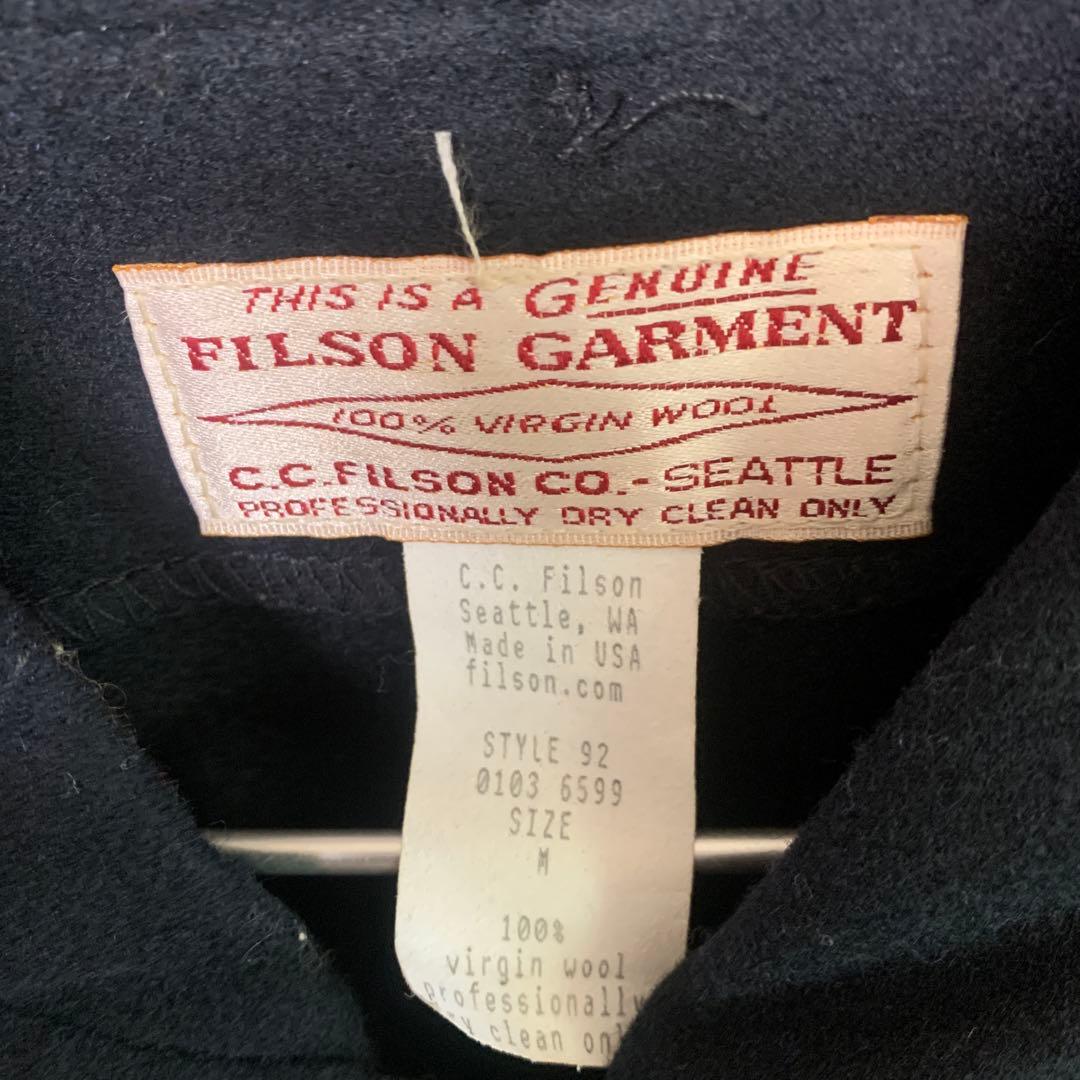 THIS IS A GENUINE
FILSON GARMENT
100% VIRGIN WOOL
C.C. FILSON CO. - SEATTLE
PROFESSIONALLY DRY CLEAN ONLY
C.C. Filson
Seattle, WA
Made in USA
filson.com
STYLE 92
0103 6599
SIZE
M
100%
virgin wool
professionally
clean